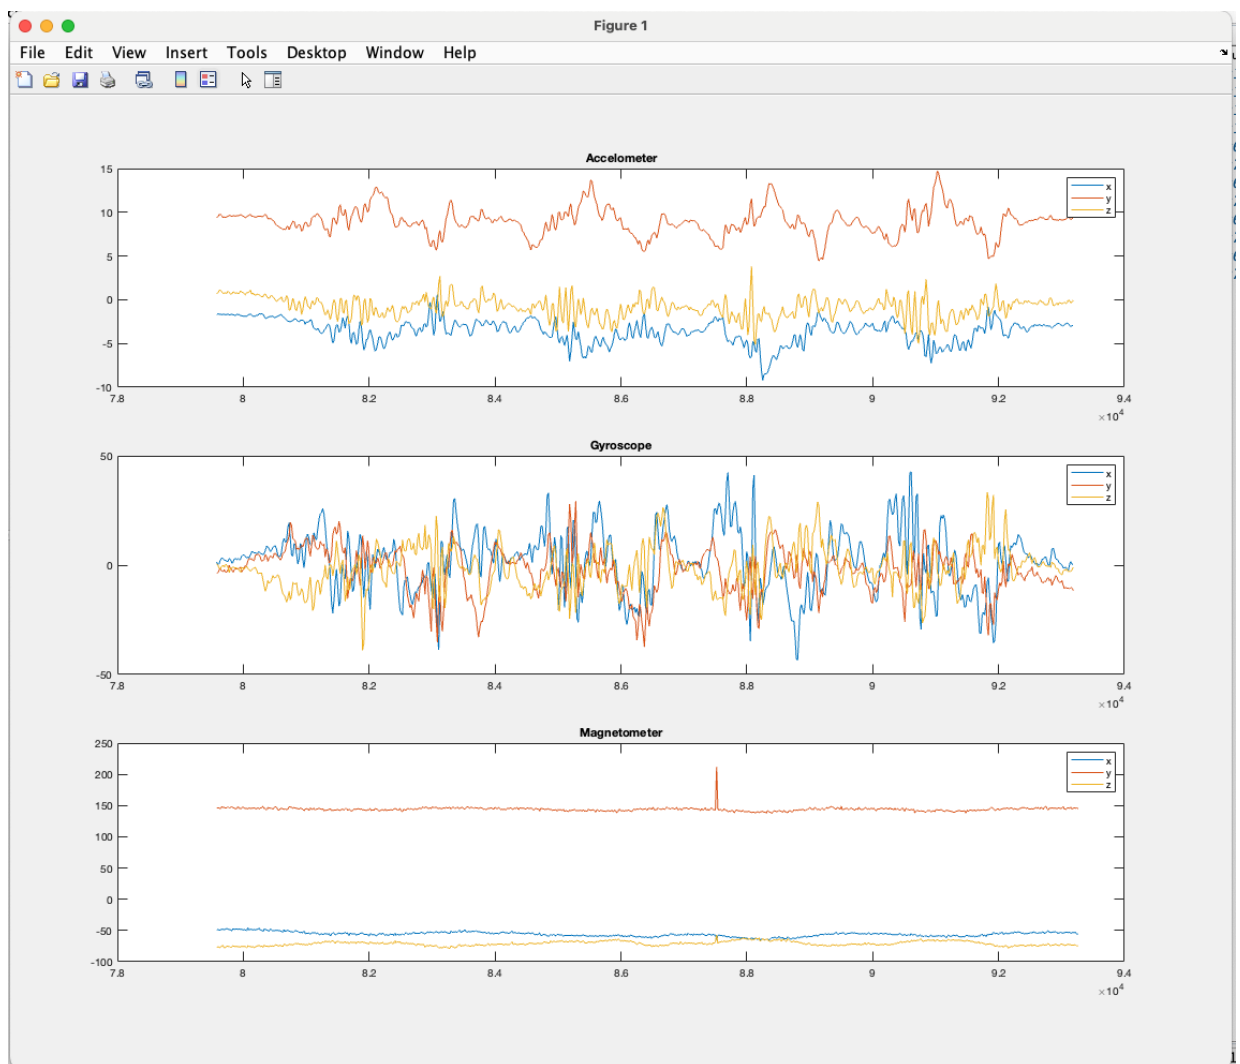 Figure 1
File Edit View Insert Tools Desktop Window Help
Accelometer
15
10
5
0
-5
-10
7.8 8 8.2 8.4 8.6 8.8 9 9.2 9.4
×10⁴
x
y
z
Gyroscope
50
0
-50
7.8 8 8.2 8.4 8.6 8.8 9 9.2 9.4
×10⁴
x
y
z
Magnetometer
250
200
150
100
50
0
-50
-100
7.8 8 8.2 8.4 8.6 8.8 9 9.2 9.4
×10⁴
x
y
z